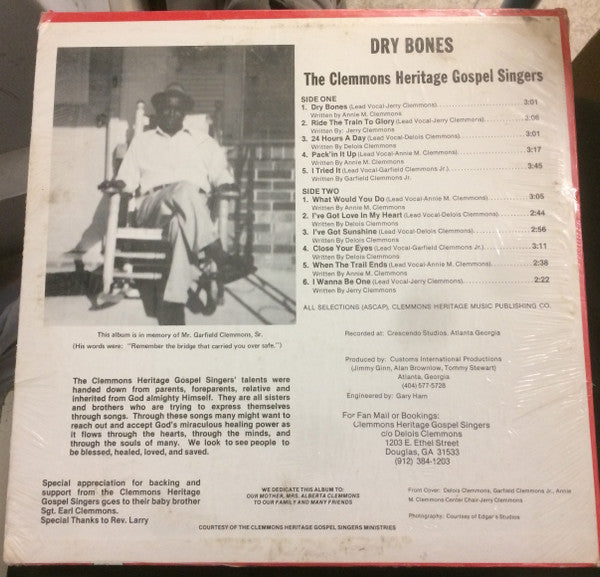 DRY BONES
The Clemmons Heritage Gospel Singers
SIDE ONE
1. Dry Bones (Lead Vocal-Jerry Clemmons) 3:01
Written by Annie M. Clemmons
2. Ride The Train To Glory (Lead Vocal-Jerry Clemmons) 3:06
Written By: Jerry Clemmons
3. 24 Hours A Day (Lead Vocal-Delois Clemmons) 3:01
Written By Delois Clemmons
4. Pack'in It Up (Lead Vocal-Annie M. Clemmons) 3:17
Written By Annie M. Clemmons
5. I Tried It (Lead Vocal-Garfield Clemmons Jr.) 3:45
Written By Garfield Clemmons Jr.
SIDE TWO
1. What Would You Do (Lead Vocal-Annie M. Clemmons) 3:05
Written By Annie M. Clemmons
2. I've Got Love In My Heart (Lead Vocal-Delois Clemmons) 2:44
Written By Delois Clemmons
3. I've Got Sunshine (Lead Vocal-Delois Clemmons) 2:56
Written By Delois Clemmons
4. Close Your Eyes (Lead Vocal-Garfield Clemmons Jr.) 3:11
Written By Delois Clemmons
5. When The Trail Ends (Lead Vocal-Annie M. Clemmons) 2:38
Written By Annie M. Clemmons
6. I Wanna Be One (Lead Vocal-Jerry Clemmons) 2:22
Written By Jerry Clemmons
ALL SELECTIONS (ASCAP), CLEMMONS HERITAGE MUSIC PUBLISHING CO.
This album is in memory of Mr. Garfield Clemmons, Sr.
(His words were: "Remember the bridge that carried you over safe.")
The Clemmons Heritage Gospel Singers' talents were
handed down from parents, foreparents, relative and
inherited from God almighty Himself. They are all sisters
and brothers who are trying to express themselves
through songs. Through these songs many might want to
reach out and accept God's miraculous healing power as
it flows through the hearts, through the minds, and
through the souls of many. We look to see people to
be blessed, healed, loved, and saved.
Recorded at: Crescendo Studios, Atlanta Georgia
Produced by: Customs International Productions
(Jimmy Ginn, Alan Brownlow, Tommy Stewart)
Atlanta, Georgia
(404) 577-5728
Engineered by: Gary Ham
For Fan Mail or Bookings:
Clemmons Heritage Gospel Singers
c/o Delois Clemmons
1203 E. Ethel Street
Douglas, GA 31533
(912) 384-1203
Special appreciation for backing and
support from the Clemmons Heritage
Gospel Singers goes to their baby brother
Sgt. Earl Clemmons.
Special Thanks to Rev. Larry
WE DEDICATE THIS ALBUM TO:
OUR MOTHER, MRS. ALBERTA CLEMMONS
TO OUR FAMILY AND MANY FRIENDS
Front Cover: Delois Clemmons, Garfield Clemmons Jr., Annie
M. Clemmons Center Chair-Jerry Clemmons
Photography: Courtesy of Edgar's Studios
COURTESY OF THE CLEMMONS HERITAGE GOSPEL SINGERS MINISTRIES